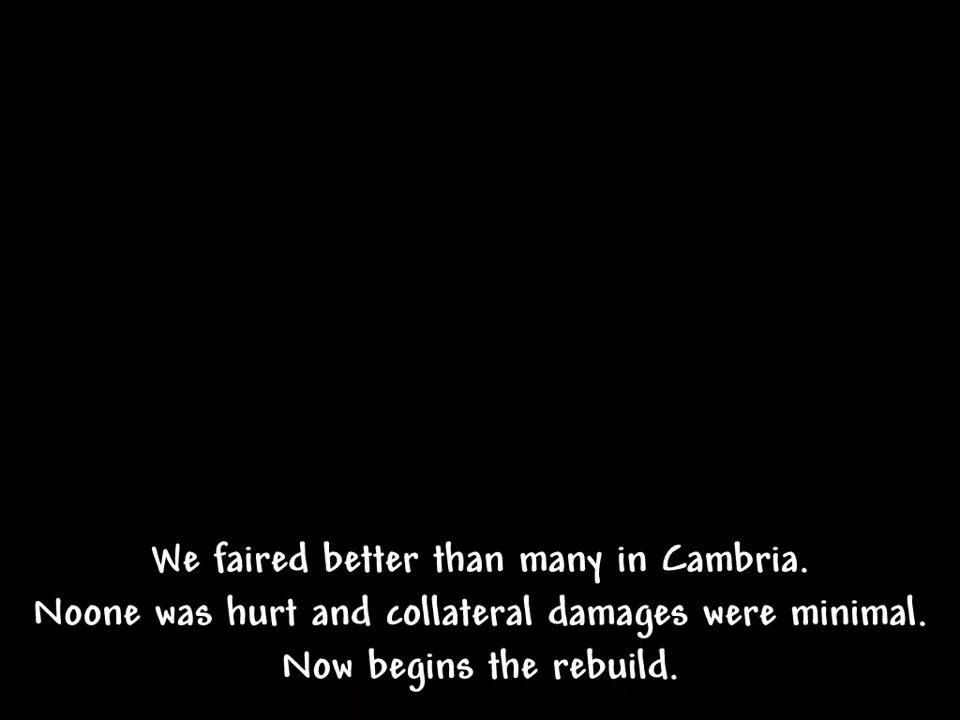 We faired better than many in Cambria.
Noone was hurt and collateral damages were minimal.
Now begins the rebuild.